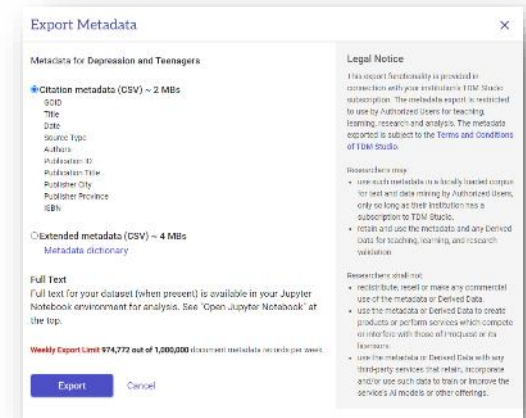 Export Metadata
×
Metadata for Depression and Teenagers
Citation metadata (CSV) ~ 2 MBs
GOID
Title
Date
Source Type
Authors
Publication ID
Publication Title
Publisher City
Publisher Province
ISBN
Extended metadata (CSV) ~ 4 MBs
Metadata dictionary
Full Text
Full text for your dataset (when present) is available in your Jupyter
Notebook environment for analysis. See "Open Jupyter Notebook" at
the top.
Weekly Export Limit 974,772 out of 1,000,000 document metadata records per week
Export
Cancel
Legal Notice
This export functionality is provided in
connection with your institution's TDM Studio
subscription. The metadata export is restricted
to use by Authorized Users for teaching,
learning, research and analysis. The metadata
exported is subject to the Terms and Conditions
of TDM Studio.
Researchers may:
• use such metadata in a locally loaded corpus
for text and data mining by Authorized Users,
only so long as their institution has a
subscription to TDM Studio.
• retain and use the metadata and any Derived
Data for teaching, learning, and research
validation
Researchers shall not:
• redistribute, resell or make any commercial
use of the metadata or Derived Data.
• use the metadata or Derived Data to create
products or perform services which compete
or interfere with those of ProQuest or its
licensors.
• use the metadata or Derived Data with any
third-party services that retain, incorporate
and/or use such data to train or improve the
service's AI models or other offerings.